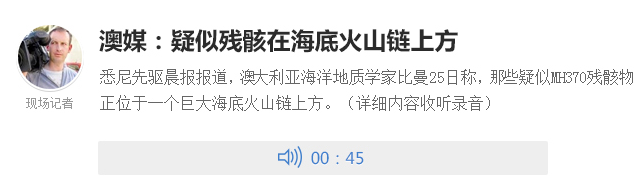 澳媒：疑似残骸在海底火山链上方
悉尼先驱晨报报道，澳大利亚海洋地质学家比曼25日称，那些疑似MH370残骸物
正位于一个巨大海底火山链上方。（详细内容收听录音）
现场记者
00：45